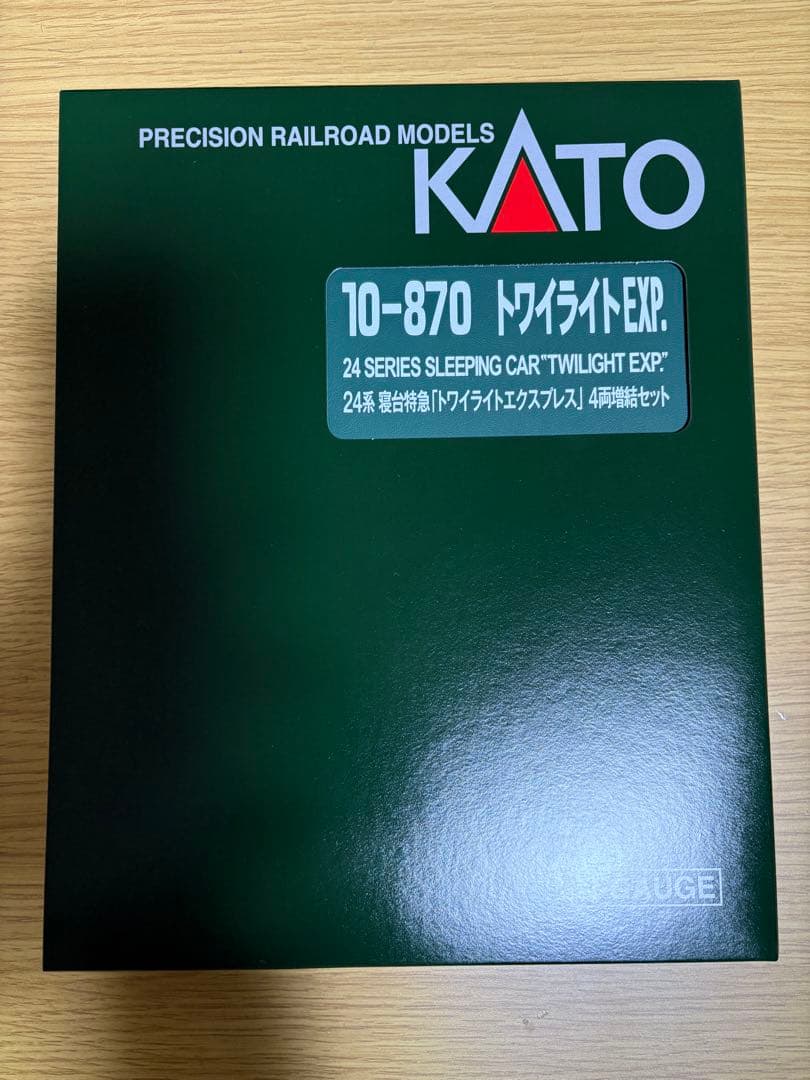 PRECISION RAILROAD MODELS
KATO
10-870 トワイライトEXP.
24 SERIES SLEEPING CAR "TWILIGHT EXP."
24系 寝台特急「トワイライトエクスプレス」 4両増結セット
GAUGE